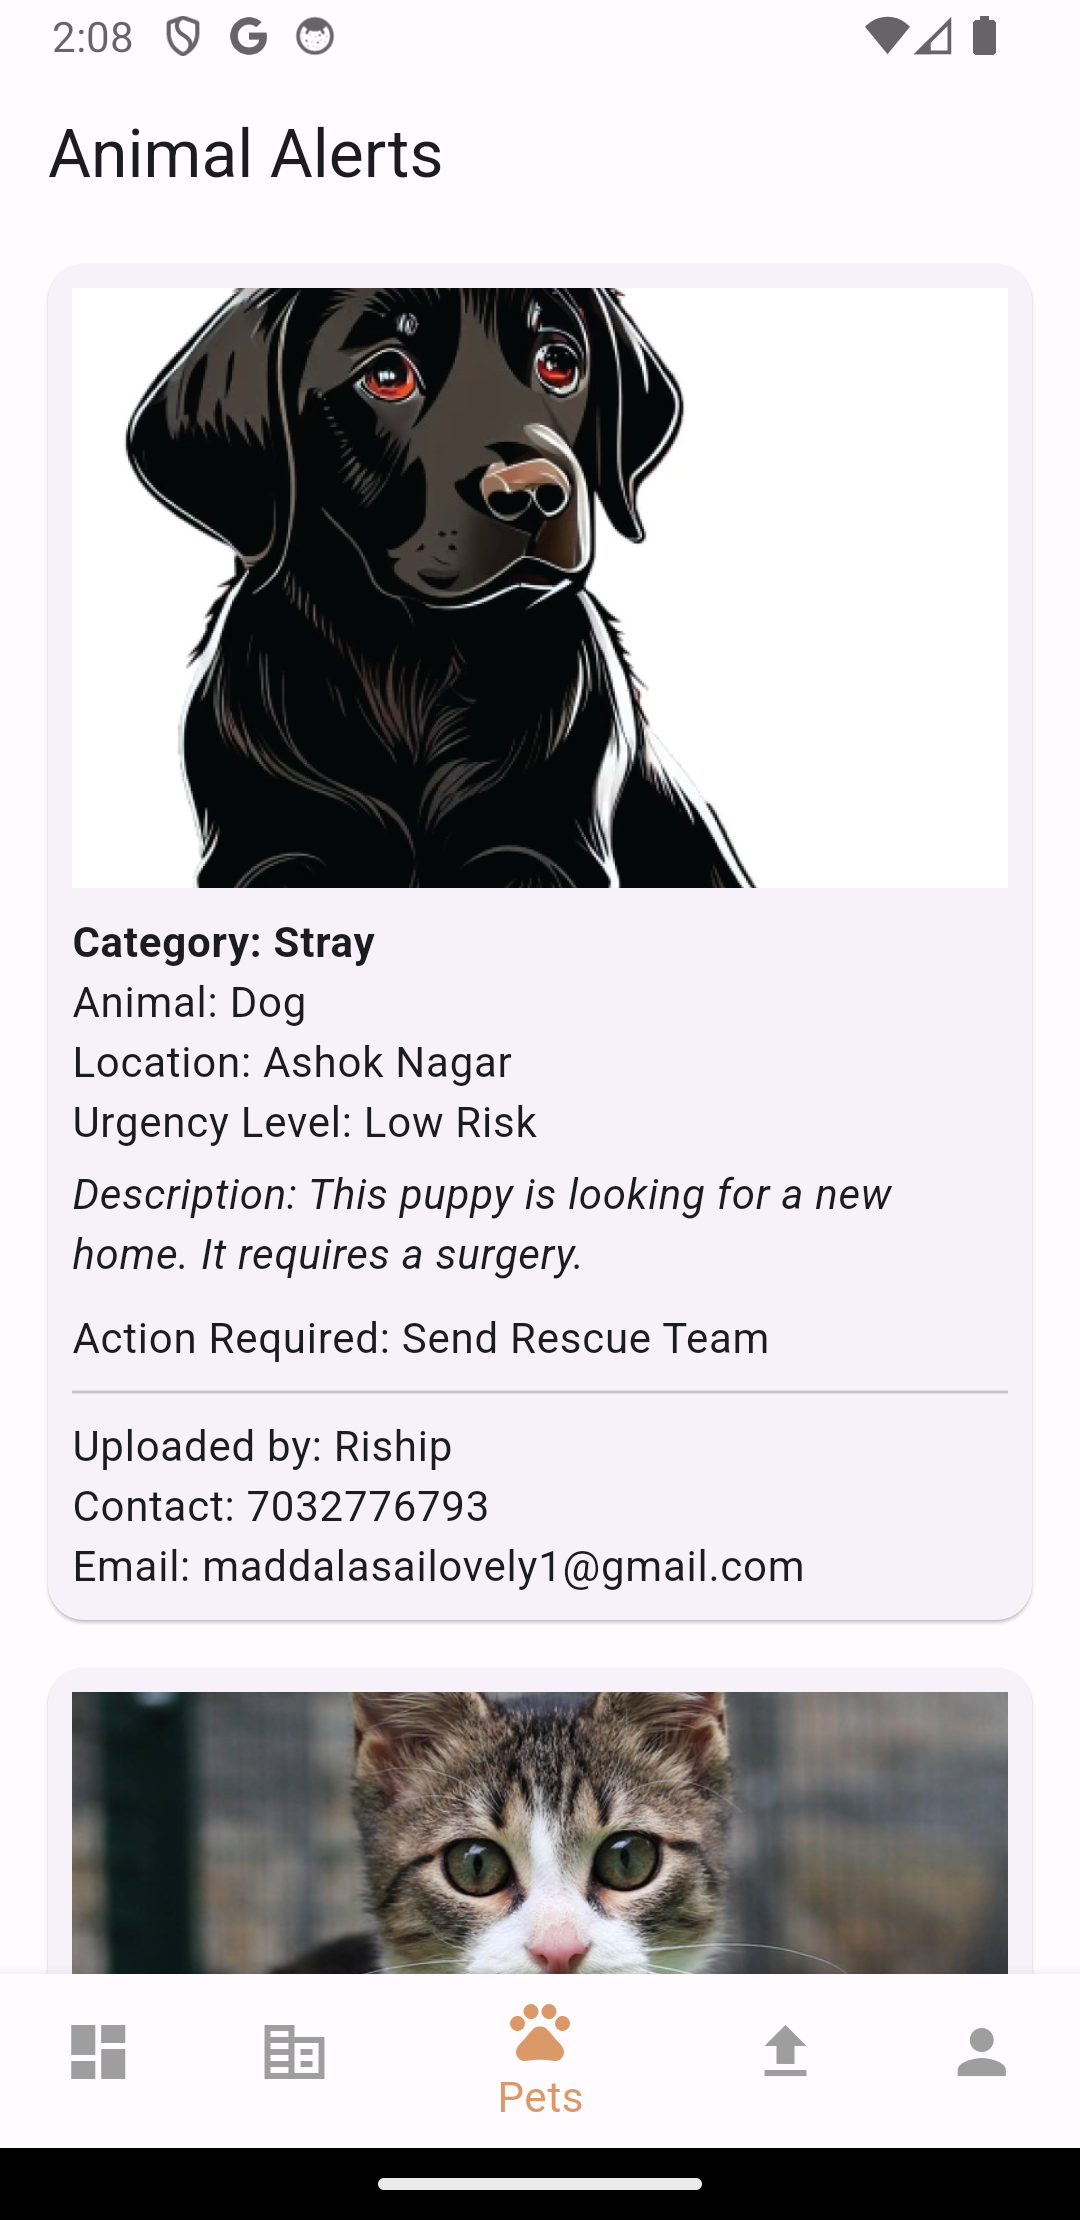 2:08
Animal Alerts
Category: Stray
Animal: Dog
Location: Ashok Nagar
Urgency Level: Low Risk
Description: This puppy is looking for a new
home. It requires a surgery.
Action Required: Send Rescue Team
Uploaded by: Riship
Contact: 7032776793
Email: maddalasailovely1@gmail.com
Pets